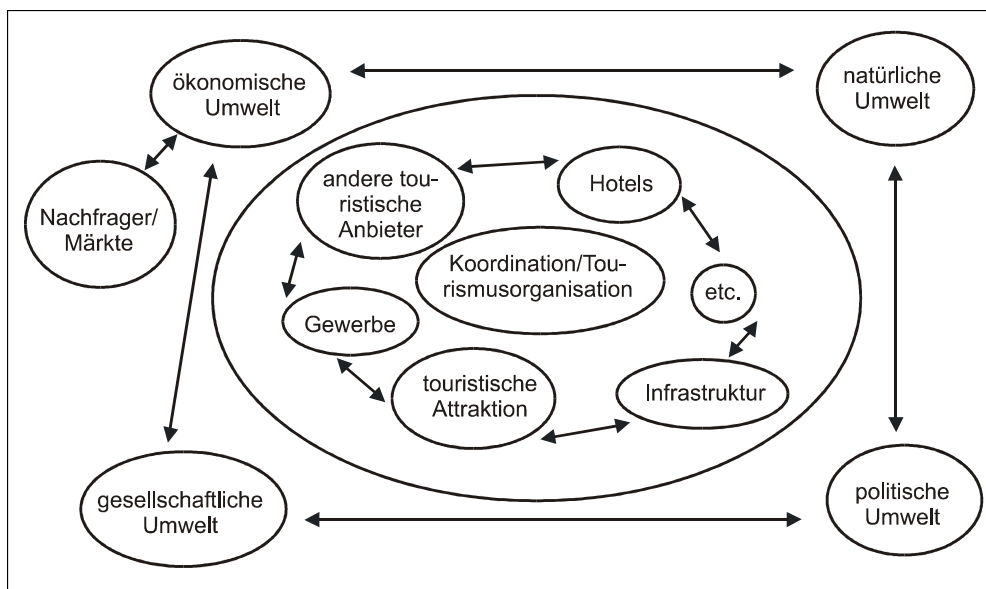 ökonomische
Umwelt
natürliche
Umwelt
Nachfrager/
Märkte
andere tou-
ristische
Anbieter
Hotels
Koordination/Tou-
rismusorganisation
etc.
Gewerbe
touristische
Attraktion
Infrastruktur
gesellschaftliche
Umwelt
politische
Umwelt